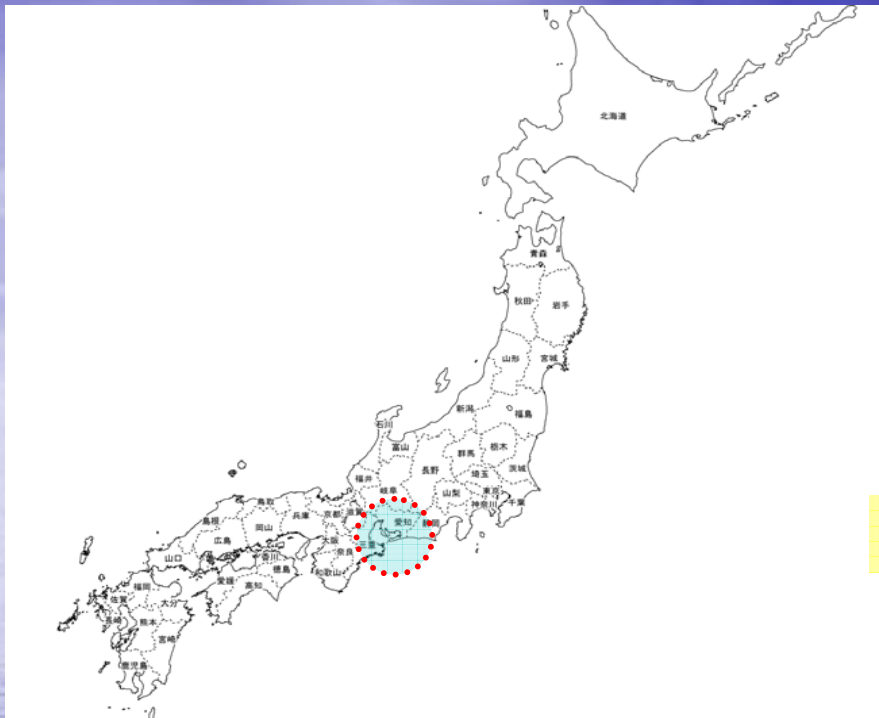 北海道
青森
秋田
岩手
山形
宮城
新潟
福島
石川
富山
群馬
栃木
長野
茨城
埼玉
福井
岐阜
山梨
東京
千葉
神奈川
鳥取
兵庫
京都
滋賀
愛知
静岡
島根
岡山
広島
大阪
三重
奈良
山口
香川
徳島
和歌山
愛媛
高知
福岡
佐賀
大分
長崎
熊本
宮崎
鹿児島